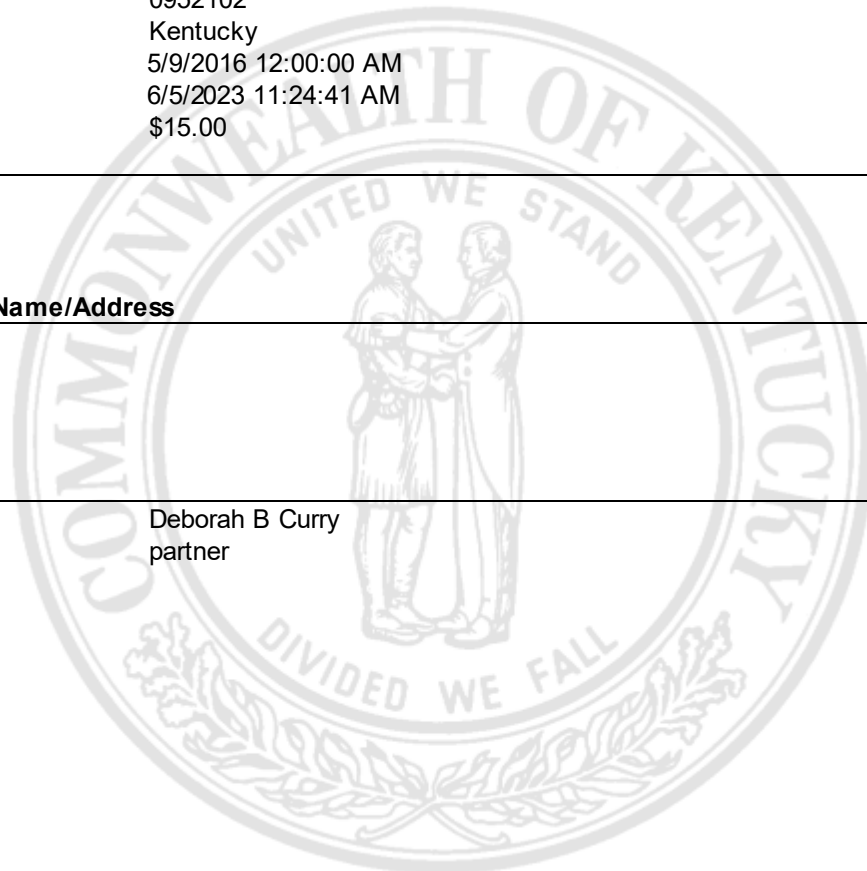 0952102
Kentucky
5/9/2016 12:00:00 AM
6/5/2023 11:24:41 AM
$15.00
COMMONWEALTH OF KENTUCKY
UNITED WE STAND
Name/Address
Deborah B Curry
partner
DIVIDED WE FALL